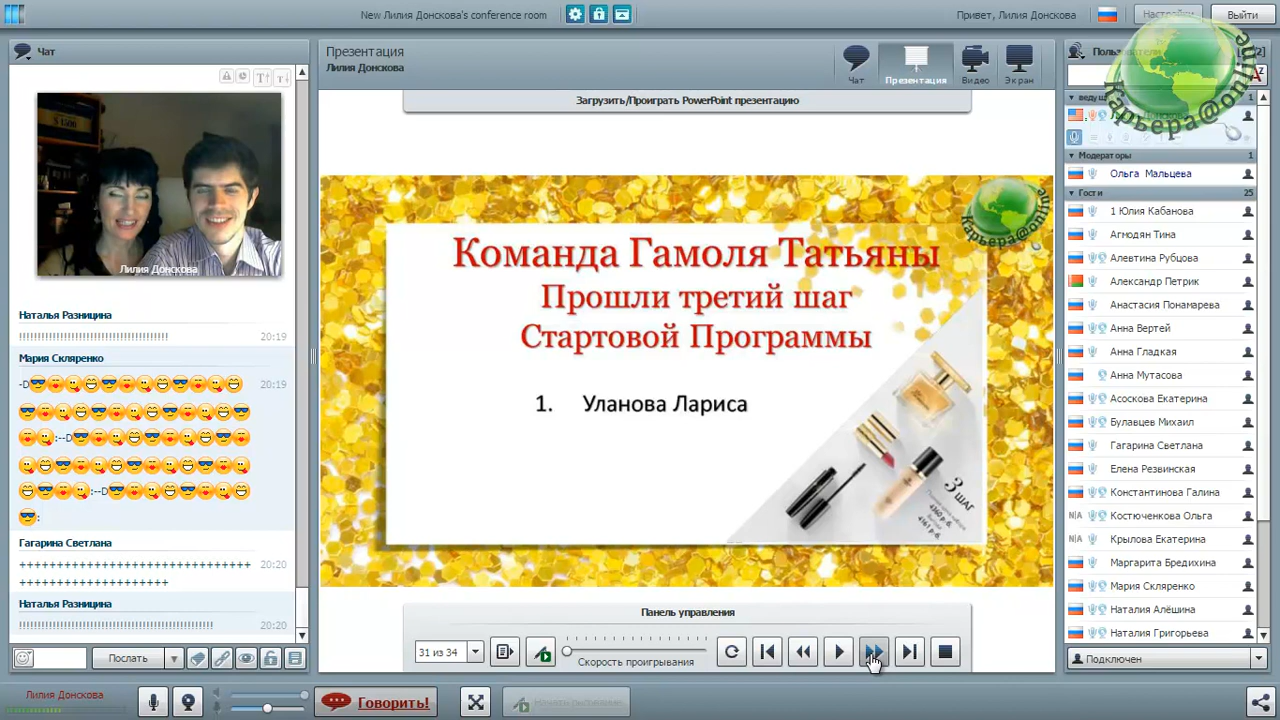 New Лилия Донскова's conference room
Привет, Лилия Донскова
Настройки
Выйти
Чат
Лилия Донскова
Наталья Разницина
!!!!!!!!!!!!!!!!!!!!!!!!!!!!!!!!!!!!!!!
20:19
Мария Скляренко
20:19
Гагарина Светлана
+++++++++++++++++++++++++++++++
++++++++++++++++++++
20:20
Наталья Разницина
!!!!!!!!!!!!!!!!!!!!!!!!!!!!!!!!!!!!!!!!!!!!!!!!!!!
20:20
Послать
Презентация
Лилия Донскова
Чат
Презентация
Видео
Экран
Загрузить/Проиграть PowerPoint презентацию
Команда Гамоля Татьяны
Прошли третий шаг
Стартовой Программы
1. Уланова Лариса
3 ШАГ
Карьера@online
Панель управления
31 из 34
Скорость проигрывания
Карьера@online
Модераторы
1
Ольга Мальцева
Гости
25
1 Юлия Кабанова
Агмодян Тина
Алевтина Рубцова
Александр Петрик
Анастасия Понамарева
Анна Вертей
Анна Гладкая
Анна Мутасова
Асоскова Екатерина
Булавцев Михаил
Гагарина Светлана
Елена Резвинская
Константинова Галина
N/A Костюченкова Ольга
N/A Крылова Екатерина
Маргарита Бредихина
Мария Скляренко
Наталия Алёшина
Наталия Григорьева
Подключен
Лилия Донскова
Говорить!